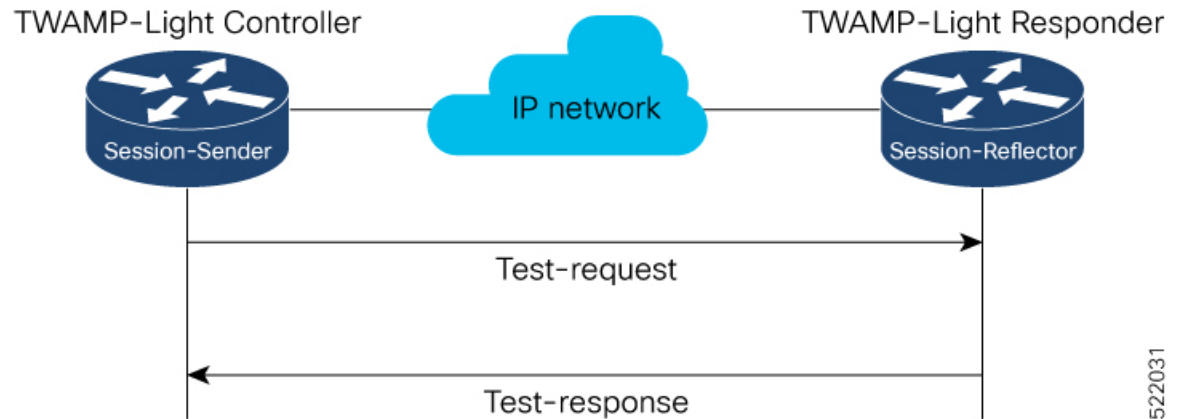 TWAMP-Light Controller
TWAMP-Light Responder
IP network
Session-Sender
Session-Reflector
Test-request
Test-response
522031